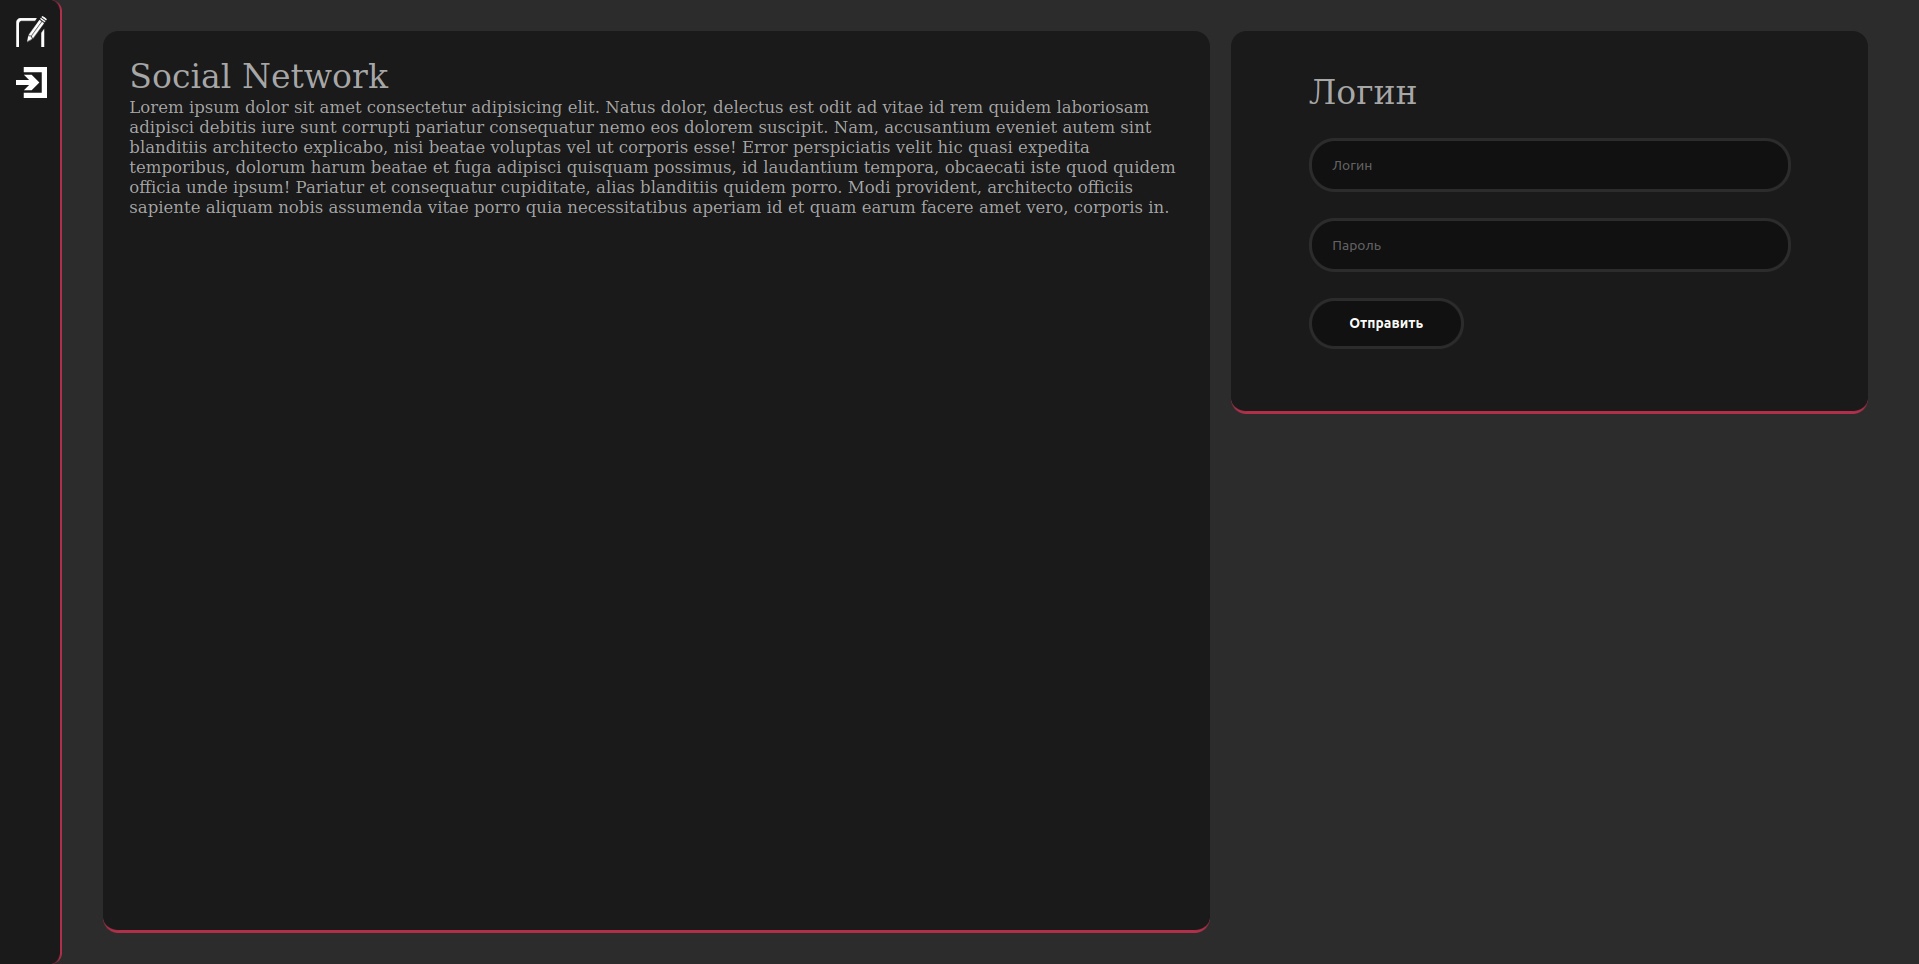 Social Network
Lorem ipsum dolor sit amet consectetur adipisicing elit. Natus dolor, delectus est odit ad vitae id rem quidem laboriosam
adipisci debitis iure sunt corrupti pariatur consequatur nemo eos dolorem suscipit. Nam, accusantium eveniet autem sint
blanditiis architecto explicabo, nisi beatae voluptas vel ut corporis esse! Error perspiciatis velit hic quasi expedita
temporibus, dolorum harum beatae et fuga adipisci quisquam possimus, id laudantium tempora, obcaecati iste quod quidem
officia unde ipsum! Pariatur et consequatur cupiditate, alias blanditiis quidem porro. Modi provident, architecto officiis
sapiente aliquam nobis assumenda vitae porro quia necessitatibus aperiam id et quam earum facere amet vero, corporis in.
Логин
Логин
Пароль
Отправить